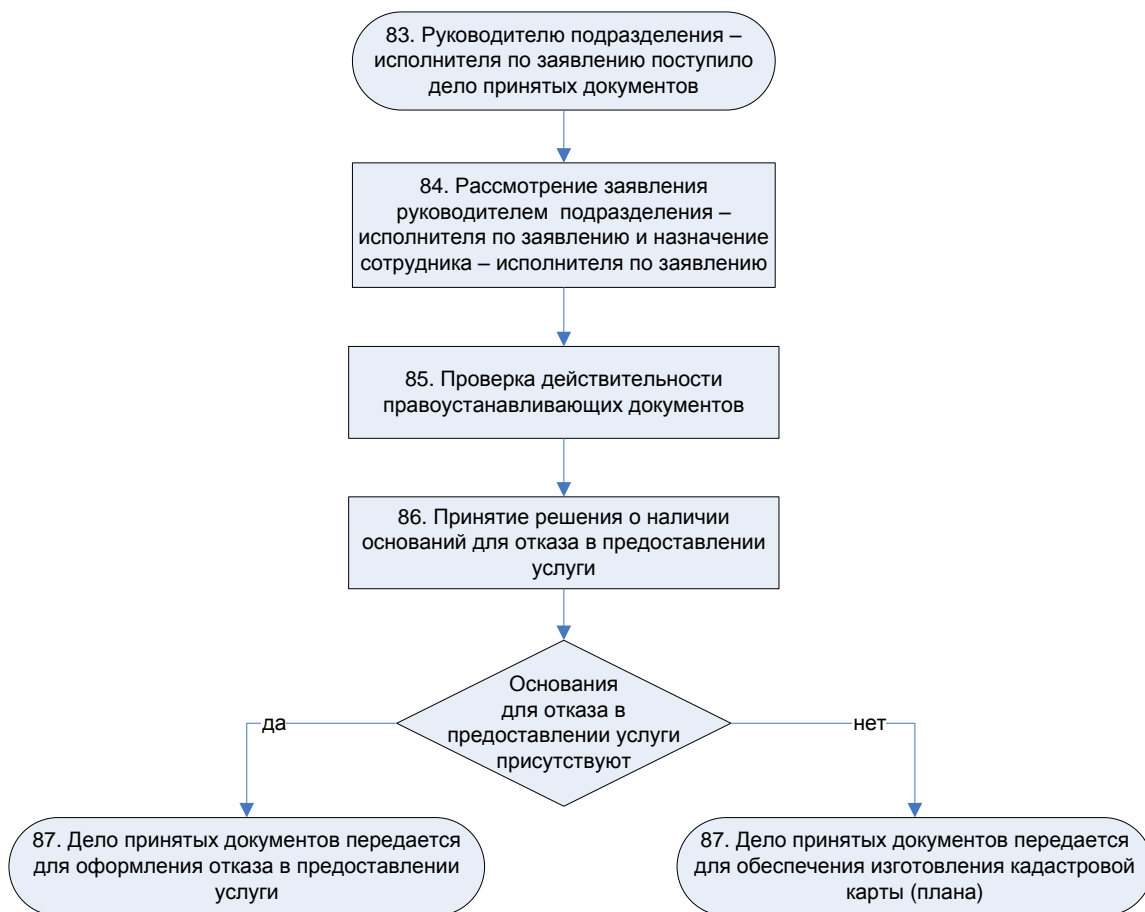 83. Руководителю подразделения –
исполнителя по заявлению поступило
дело принятых документов
84. Рассмотрение заявления
руководителем подразделения –
исполнителя по заявлению и назначение
сотрудника – исполнителя по заявлению
85. Проверка действительности
правоустанавливающих документов
86. Принятие решения о наличии
оснований для отказа в предоставлении
услуги
Основания
для отказа в
предоставлении услуги
присутствуют
да
нет
87. Дело принятых документов передается
для оформления отказа в предоставлении
услуги
87. Дело принятых документов передается
для обеспечения изготовления кадастровой
карты (плана)